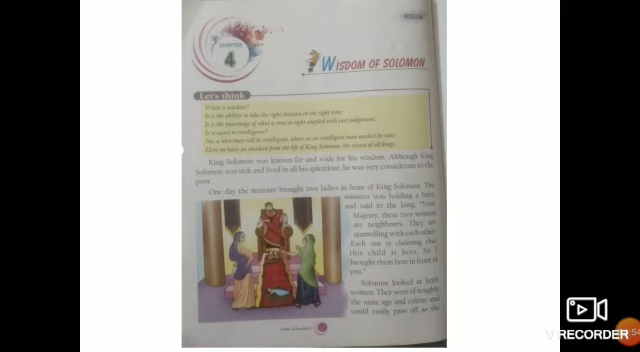 WISDOM
CHAPTER
4
WISDOM OF SOLOMON
Let's think
What is wisdom?
It is the ability to take the right decision at the right time.
It is the knowledge of what is true or right coupled with just judgement.
Is it equal to intelligence?
No, a wise man will be intelligent, where as an intelligent man needn't be wise.
Here we have an incident from the life of King Solomon, the wisest of all kings.
King Solomon was known far and wide for his wisdom. Although King
Solomon was rich and lived in all his splendour, he was very considerate to the
poor.
One day the minister brought two ladies in front of King Solomon. The
minister was holding a baby
and said to the king, "Your
Majesty, these two women
are neighbours. They are
quarrelling with each other.
Each one is claiming that
this child is hers. So I
brought them here in front of
you."
Solomon looked at both
women. They were of roughly
the same age and colour and
could easily pass off as the
Value Education
V RECORDER
:54